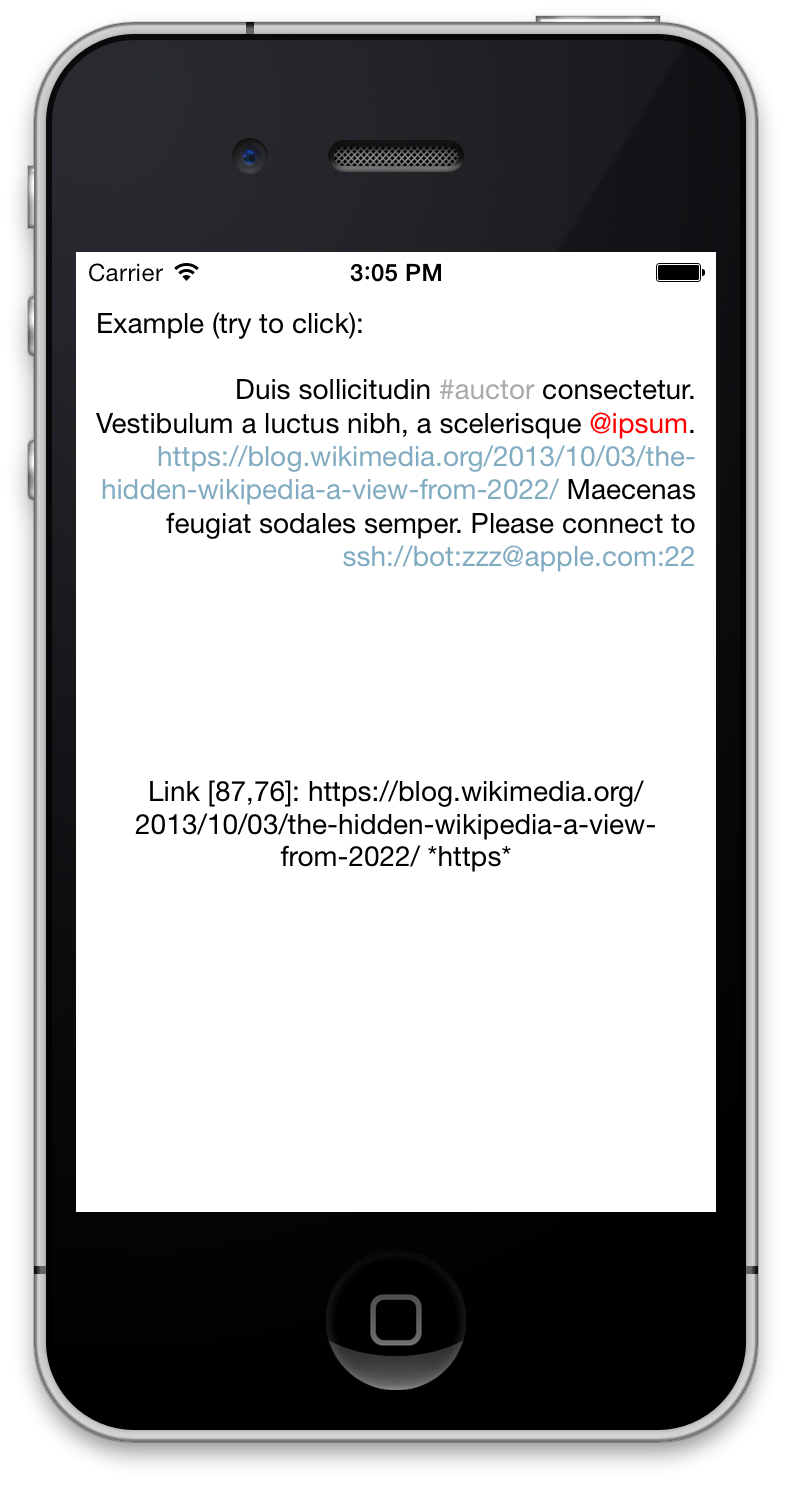 Carrier 3:05 PM
Example (try to click):
Duis sollicitudin #auctor consectetur.
Vestibulum a luctus nibh, a scelerisque @ipsum.
https://blog.wikimedia.org/2013/10/03/the-
hidden-wikipedia-a-view-from-2022/ Maecenas
feugiat sodales semper. Please connect to
ssh://bot:zzz@apple.com:22
Link [87,76]: https://blog.wikimedia.org/
2013/10/03/the-hidden-wikipedia-a-view-
from-2022/ *https*